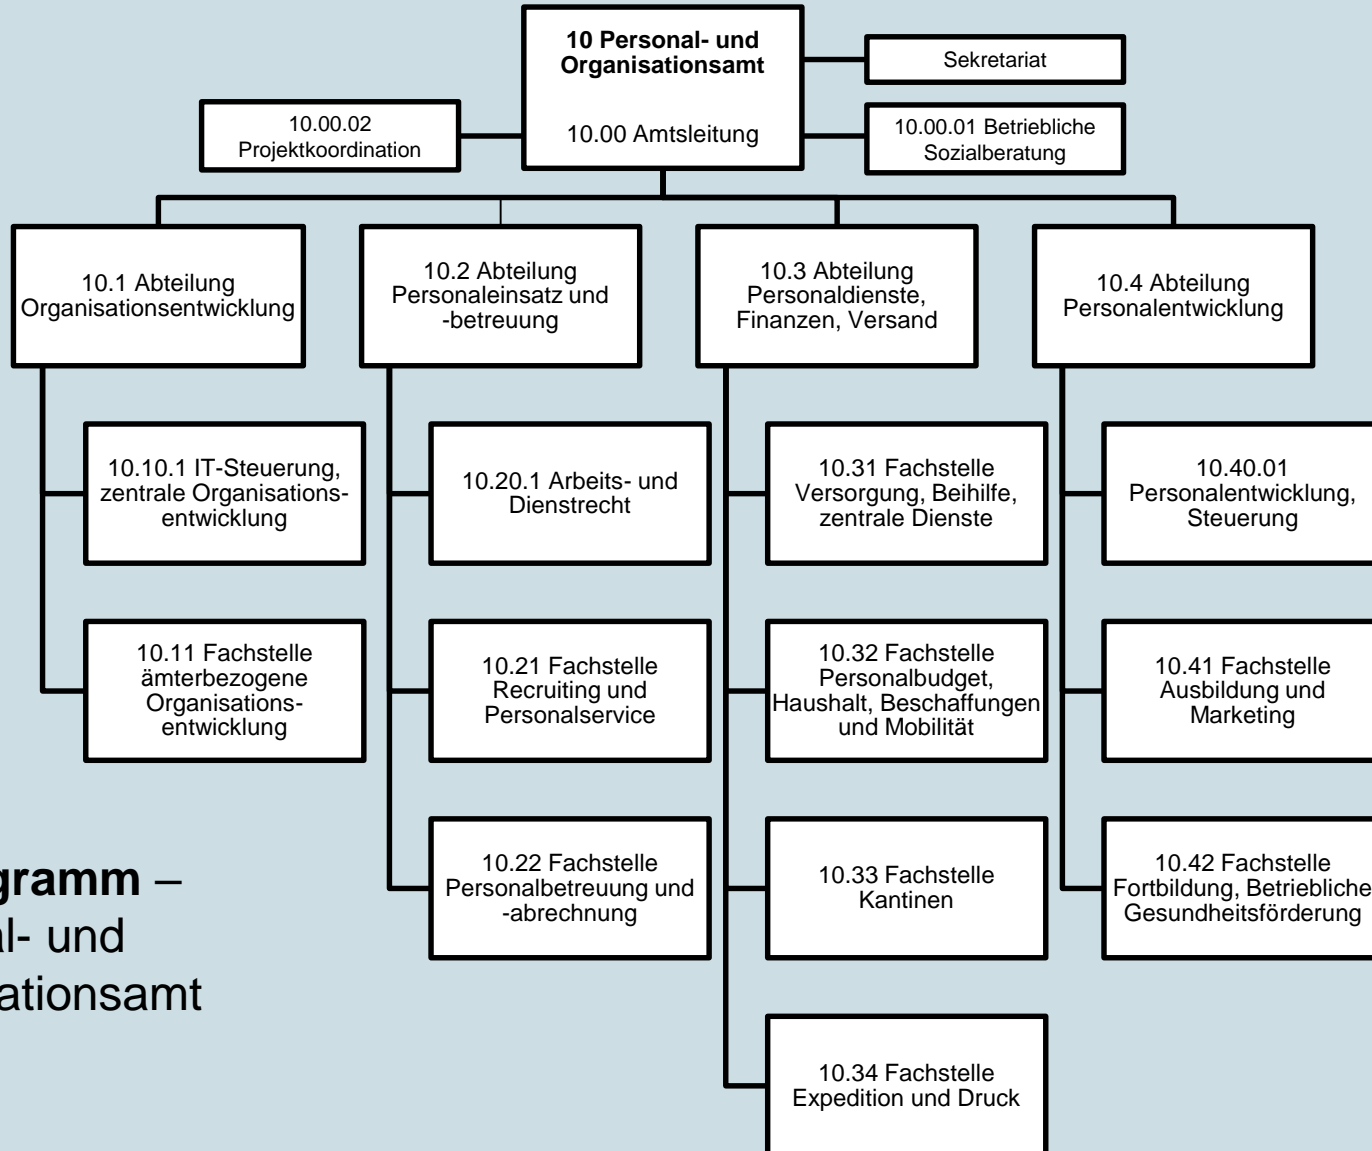 10 Personal- und
Organisationsamt
10.00 Amtsleitung
Sekretariat
10.00.02
Projektkoordination
10.00.01 Betriebliche
Sozialberatung
10.1 Abteilung
Organisationsentwicklung
10.2 Abteilung
Personaleinsatz und
-betreuung
10.3 Abteilung
Personaldienste,
Finanzen, Versand
10.4 Abteilung
Personalentwicklung
10.10.1 IT-Steuerung,
zentrale Organisations-
entwicklung
10.20.1 Arbeits- und
Dienstrecht
10.31 Fachstelle
Versorgung, Beihilfe,
zentrale Dienste
10.40.01
Personalentwicklung,
Steuerung
10.11 Fachstelle
ämterbezogene
Organisations-
entwicklung
10.21 Fachstelle
Recruiting und
Personalservice
10.32 Fachstelle
Personalbudget,
Haushalt, Beschaffungen
und Mobilität
10.41 Fachstelle
Ausbildung und
Marketing
10.22 Fachstelle
Personalbetreuung und
-abrechnung
10.33 Fachstelle
Kantinen
10.42 Fachstelle
Fortbildung, Betriebliche
Gesundheitsförderung
10.34 Fachstelle
Expedition und Druck
gramm –
al- und
ationsamt